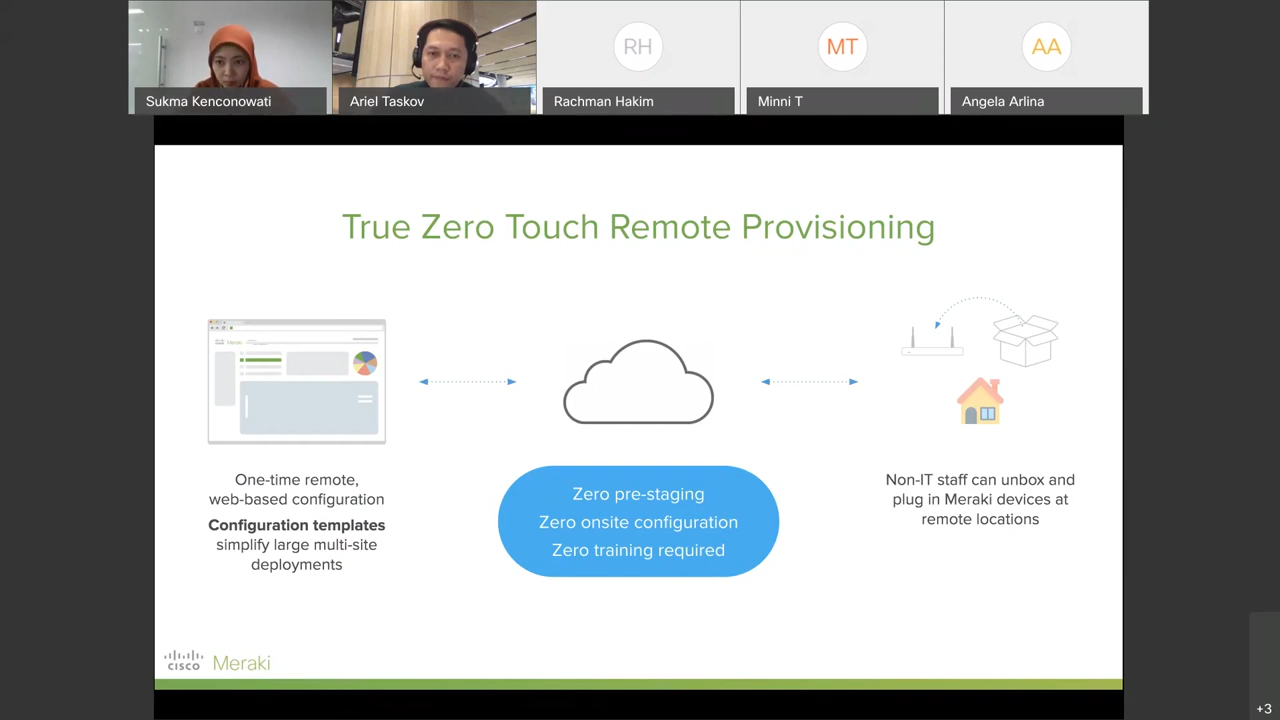 RH
MT
AA
Sukma Kenconowati
Ariel Taskov
Rachman Hakim
Minni T
Angela Arlina
True Zero Touch Remote Provisioning
Meraki
One-time remote,
web-based configuration
Configuration templates
simplify large multi-site
deployments
Zero pre-staging
Zero onsite configuration
Zero training required
Non-IT staff can unbox and
plug in Meraki devices at
remote locations
CISCO Meraki
+3